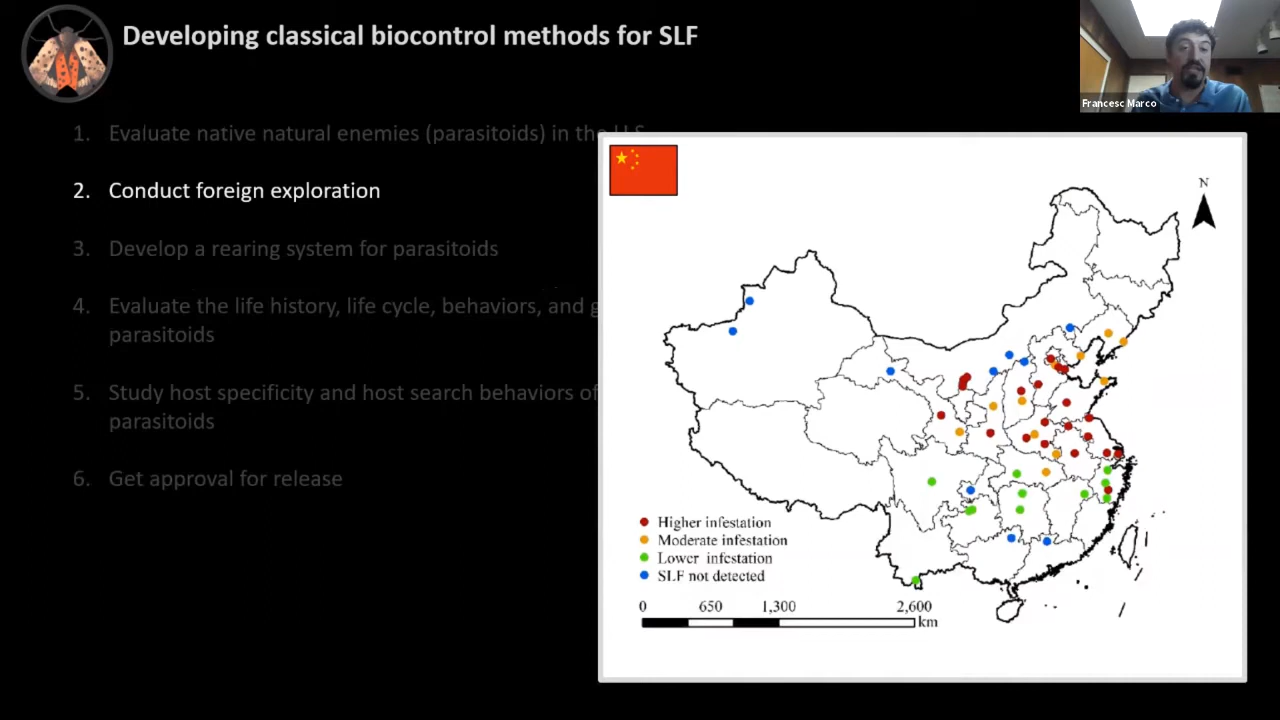 Developing classical biocontrol methods for SLF
Francesc Marco
1. Evaluate native natural enemies (parasitoids) in the U.S.
2. Conduct foreign exploration
3. Develop a rearing system for parasitoids
4. Evaluate the life history, life cycle, behaviors, and g
parasitoids
5. Study host specificity and host search behaviors of
parasitoids
6. Get approval for release
N
Higher infestation
Moderate infestation
Lower infestation
SLF not detected
0 650 1,300 2,600
km